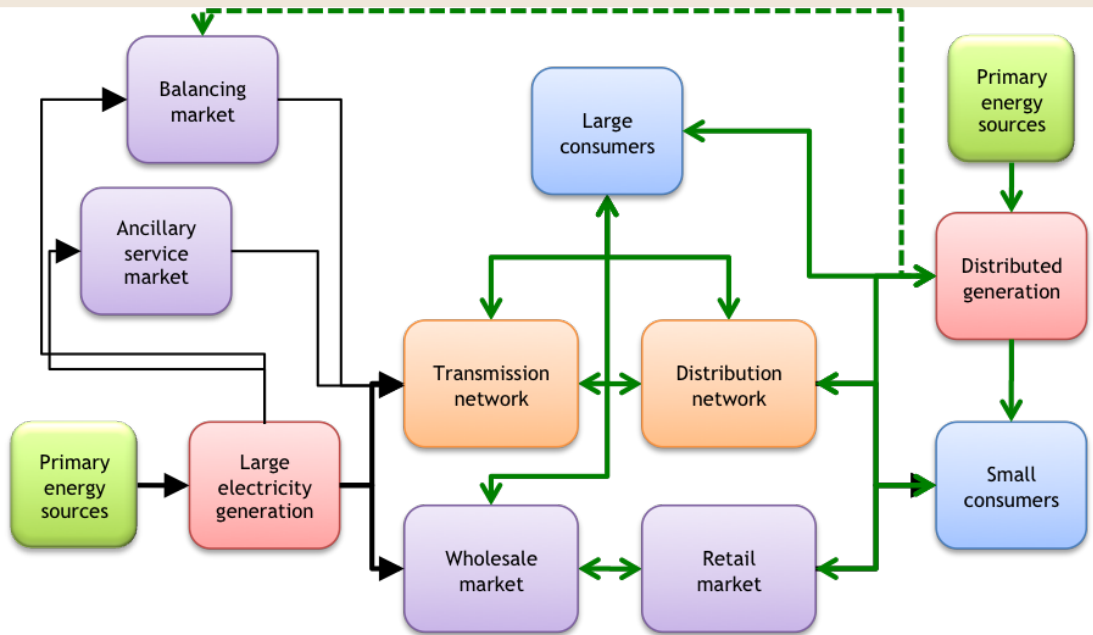 Balancing
market
Large
consumers
Primary
energy
sources
Ancillary
service
market
Distributed
generation
Transmission
network
Distribution
network
Primary
energy
sources
Large
electricity
generation
Small
consumers
Wholesale
market
Retail
market